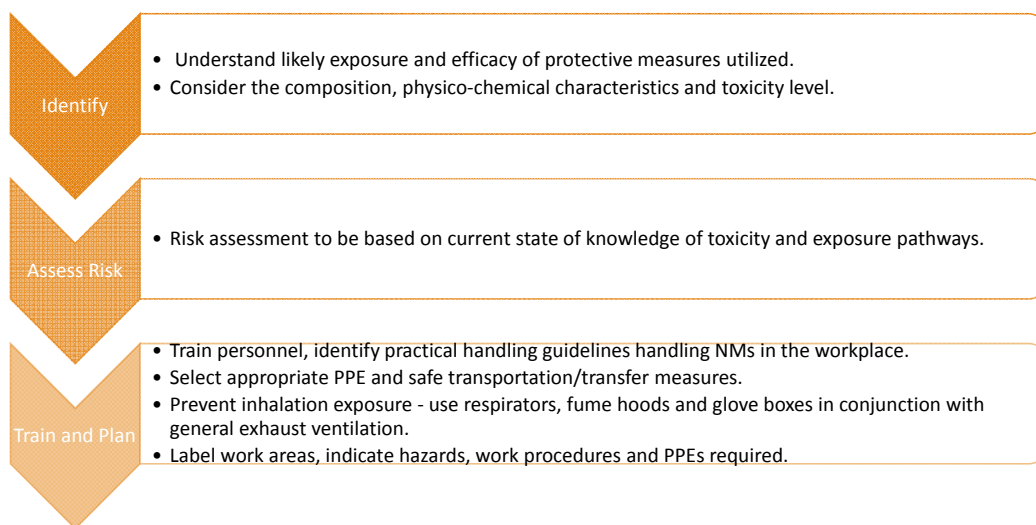 Identify
• Understand likely exposure and efficacy of protective measures utilized.
• Consider the composition, physico-chemical characteristics and toxicity level.
Assess Risk
• Risk assessment to be based on current state of knowledge of toxicity and exposure pathways.
Train and Plan
• Train personnel, identify practical handling guidelines handling NMs in the workplace.
• Select appropriate PPE and safe transportation/transfer measures.
• Prevent inhalation exposure - use respirators, fume hoods and glove boxes in conjunction with
general exhaust ventilation.
• Label work areas, indicate hazards, work procedures and PPEs required.